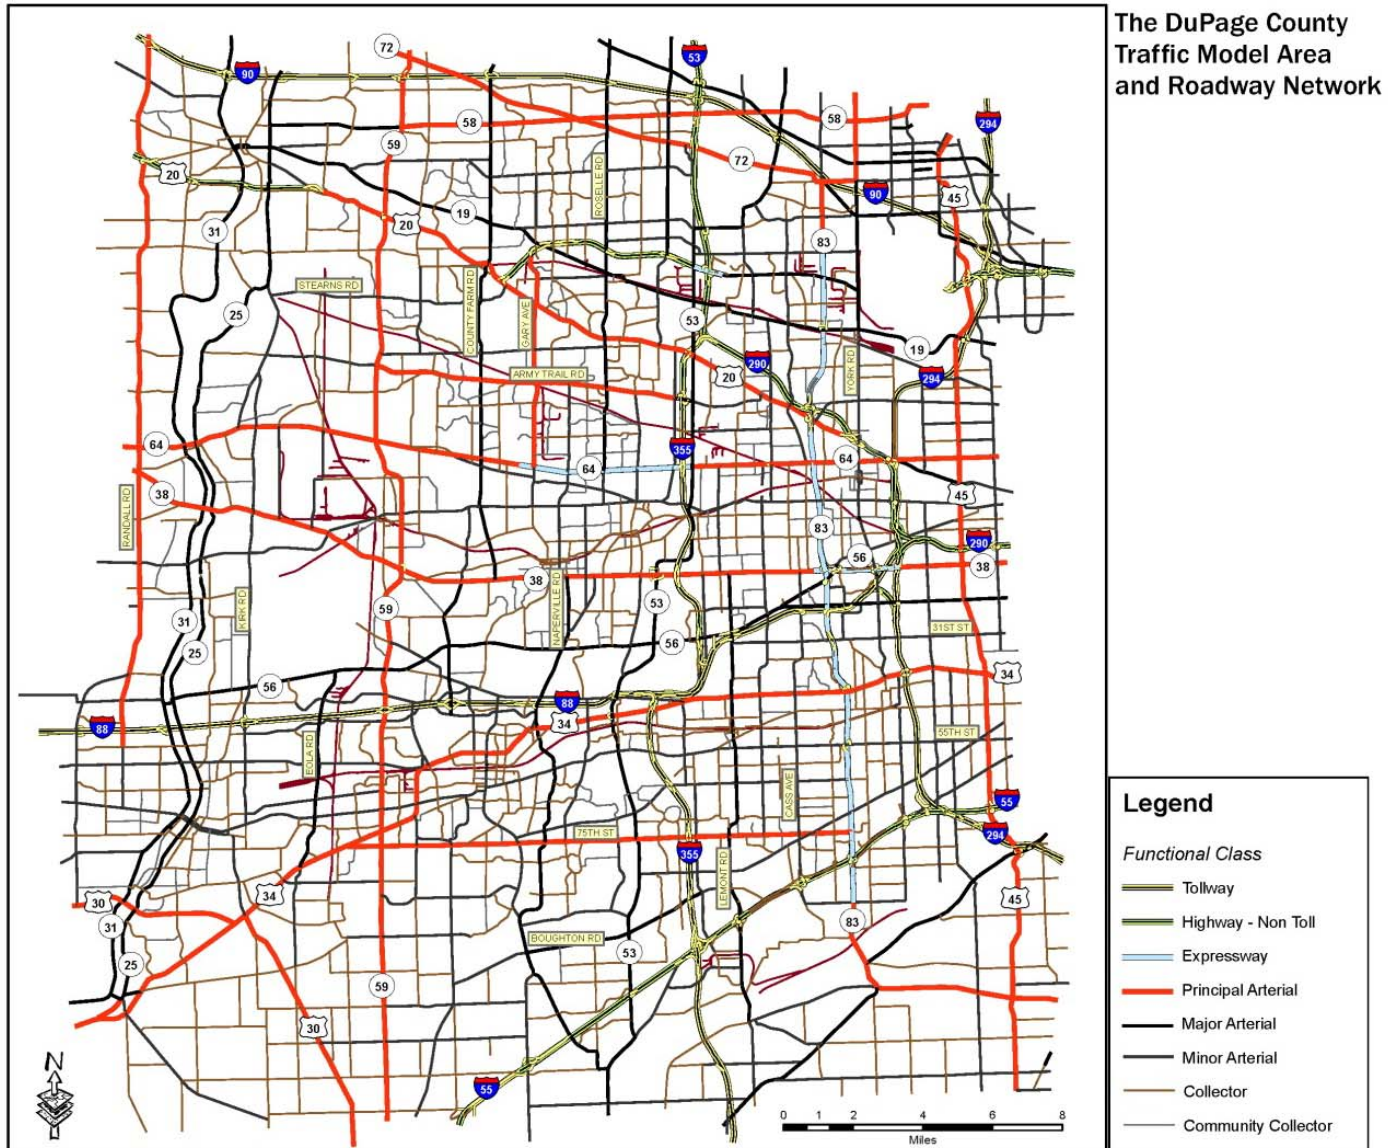 The DuPage County
Traffic Model Area
and Roadway Network
72
53
90
58
58
294
59
72
20
90
45
19
ROSELLE RD
20
31
83
STEARNS RD
COUNTY FARM RD
25
GARY AVE
53
19
YORK RD
290
20
294
ARMY TRAIL RD
64
355
64
64
38
45
RANDALL RD
83
290
56
38
38
NAPERVILLE RD
59
53
KIRK RD
31
31ST ST
56
25
34
56
88
88
34
55TH ST
EOLA RD
CASS AVE
55
75TH ST
294
355
LEMONT RD
34
30
45
31
83
BOUGHTON RD
53
25
59
30
55
N
0 1 2 4 6 8
Miles
Legend
Functional Class
Tollway
Highway - Non Toll
Expressway
Principal Arterial
Major Arterial
Minor Arterial
Collector
Community Collector